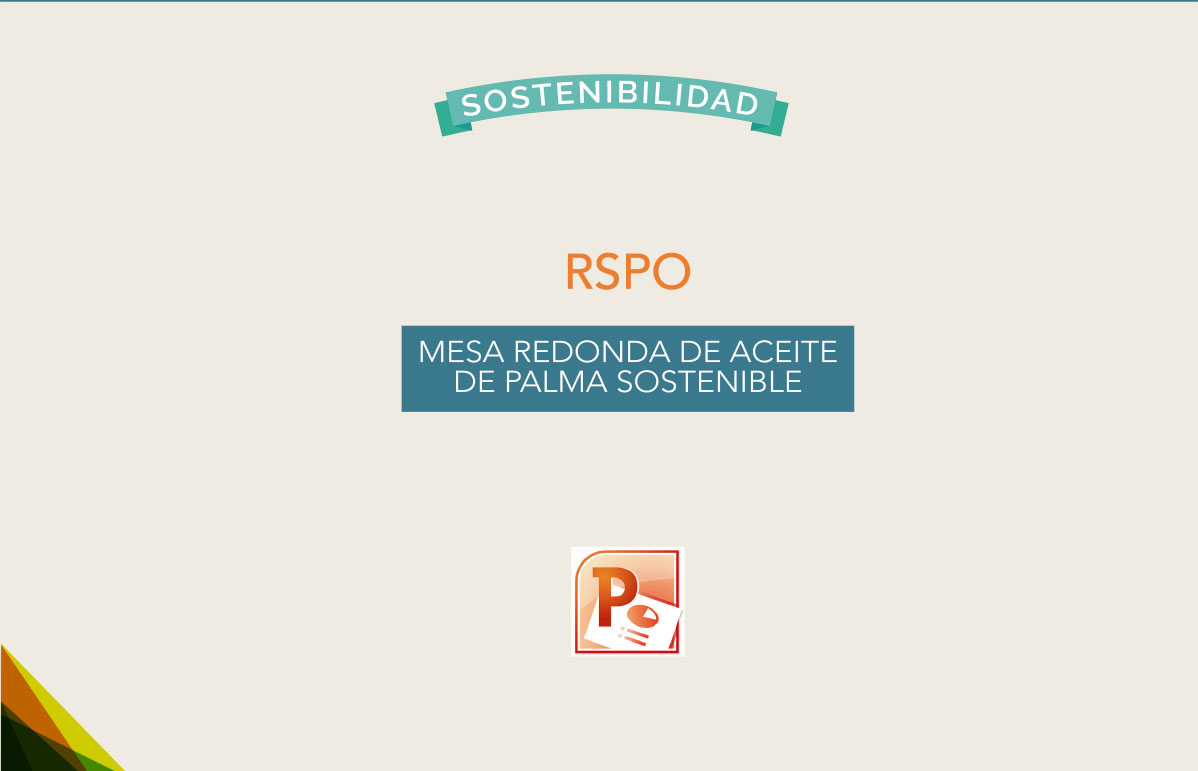 SOSTENIBILIDAD
RSPO
MESA REDONDA DE ACEITE
DE PALMA SOSTENIBLE
P